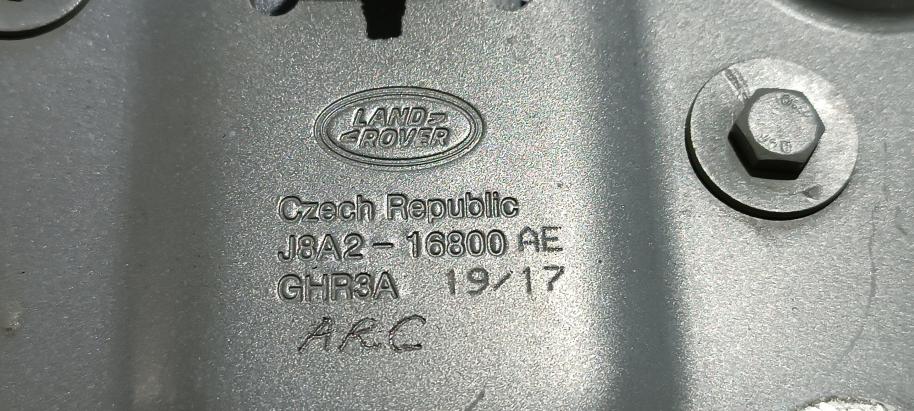 LAND
ROVER
Czech Republic
J8A2-16800 AE
GHR3A 19/17
ARC